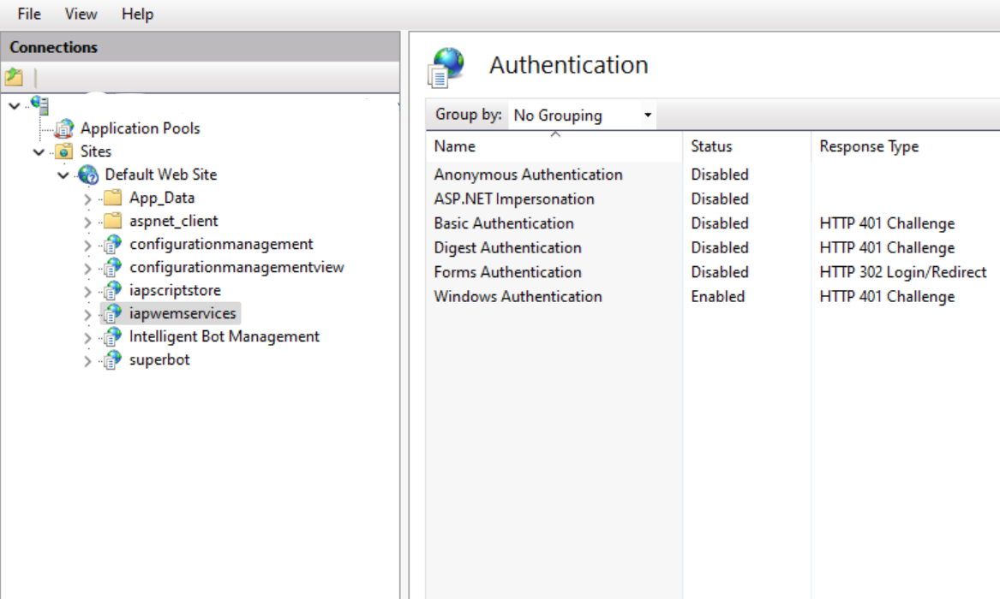 File View Help
Connections
Application Pools
Sites
Default Web Site
App_Data
aspnet_client
configurationmanagement
configurationmanagementview
iapscriptstore
iapwemservices
Intelligent Bot Management
superbot
Authentication
Group by: No Grouping
Name Status Response Type
Anonymous Authentication Disabled
ASP.NET Impersonation Disabled
Basic Authentication Disabled HTTP 401 Challenge
Digest Authentication Disabled HTTP 401 Challenge
Forms Authentication Disabled HTTP 302 Login/Redirect
Windows Authentication Enabled HTTP 401 Challenge